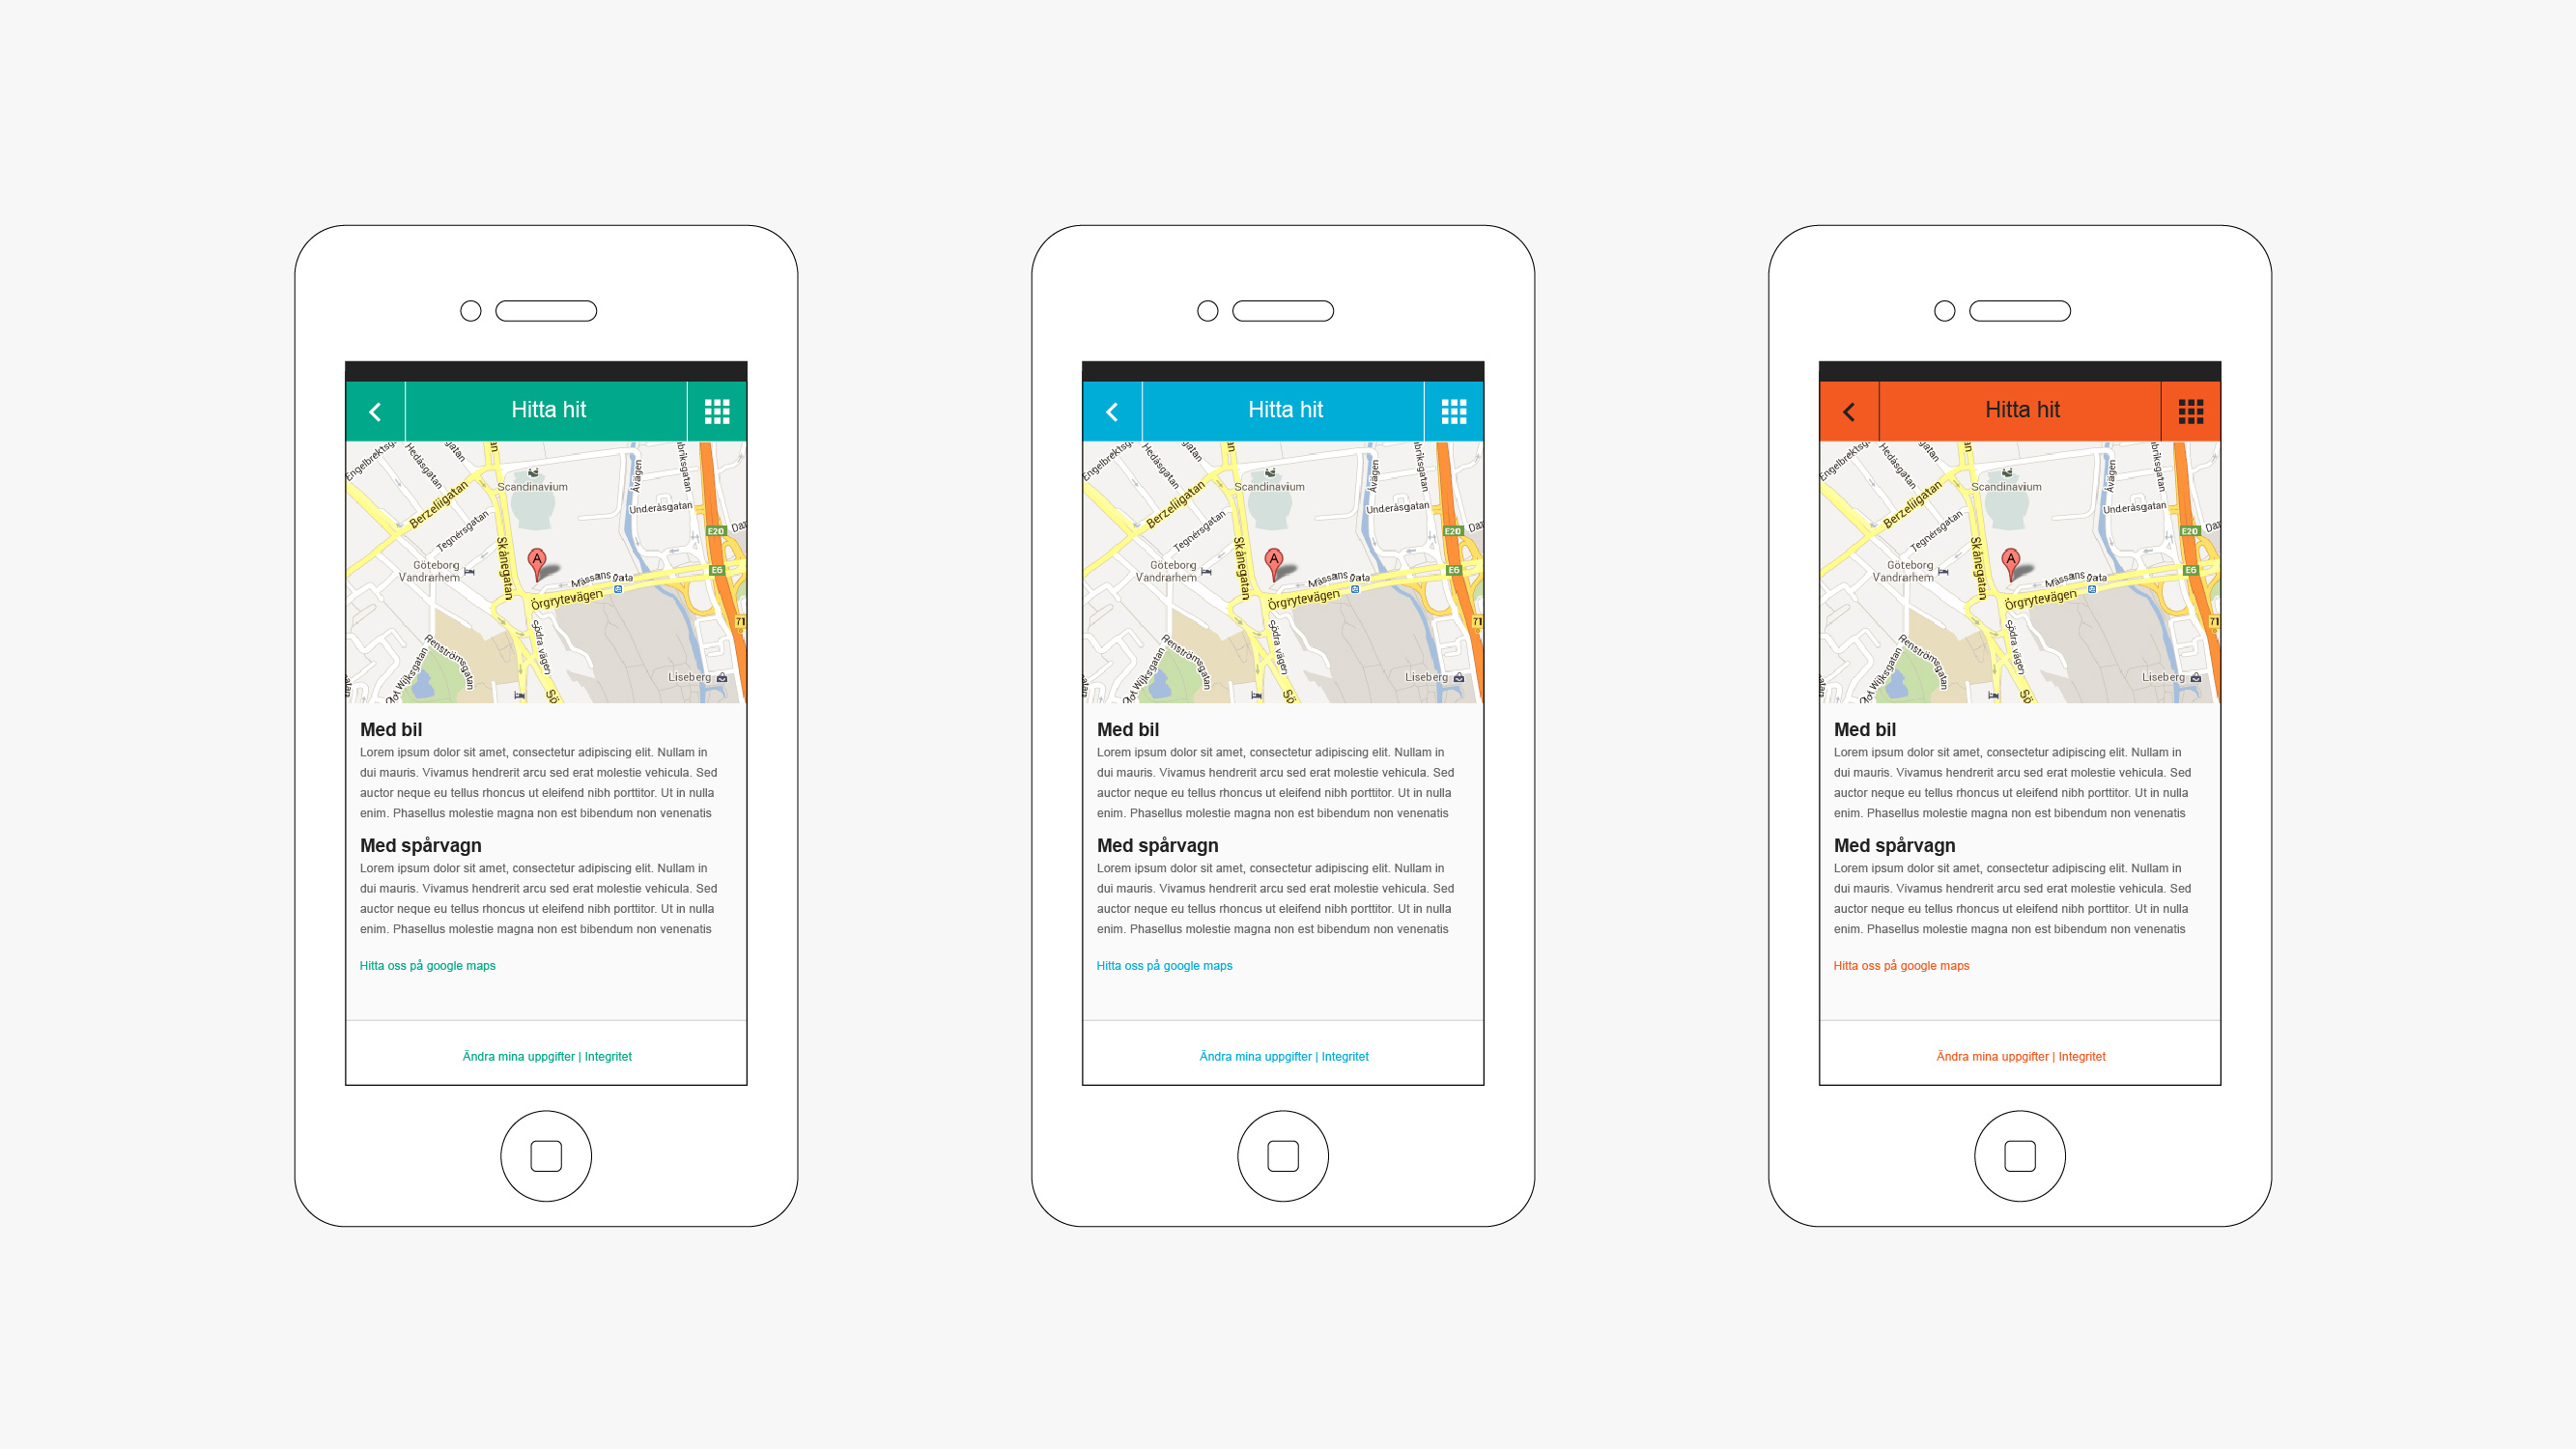 Hitta hit
Engelbrektsg.
Hedåsgatan
Berzeliigatan
Tegnérsgatan
Skånegatan
Scandinavium
Åvägen
Underåsgatan
E20
A
Göteborg
Vandrarhem
Mässans gata
E6
Örgrytevägen
71
Södra vägen
Renströmsgatan
Olof Wijksgatan
Liseberg
Sö
Med bil
Lorem ipsum dolor sit amet, consectetur adipiscing elit. Nullam in
dui mauris. Vivamus hendrerit arcu sed erat molestie vehicula. Sed
auctor neque eu tellus rhoncus ut eleifend nibh porttitor. Ut in nulla
enim. Phasellus molestie magna non est bibendum non venenatis
Med spårvagn
Lorem ipsum dolor sit amet, consectetur adipiscing elit. Nullam in
dui mauris. Vivamus hendrerit arcu sed erat molestie vehicula. Sed
auctor neque eu tellus rhoncus ut eleifend nibh porttitor. Ut in nulla
enim. Phasellus molestie magna non est bibendum non venenatis
Hitta oss på google maps
Ändra mina uppgifter | Integritet
Hitta hit
Engelbrektsg.
Hedåsgatan
Berzeliigatan
Tegnérsgatan
Skånegatan
Scandinavium
Åvägen
Underåsgatan
E20
A
Göteborg
Vandrarhem
Mässans gata
E6
Örgrytevägen
71
Södra vägen
Renströmsgatan
Olof Wijksgatan
Liseberg
Sö
Med bil
Lorem ipsum dolor sit amet, consectetur adipiscing elit. Nullam in
dui mauris. Vivamus hendrerit arcu sed erat molestie vehicula. Sed
auctor neque eu tellus rhoncus ut eleifend nibh porttitor. Ut in nulla
enim. Phasellus molestie magna non est bibendum non venenatis
Med spårvagn
Lorem ipsum dolor sit amet, consectetur adipiscing elit. Nullam in
dui mauris. Vivamus hendrerit arcu sed erat molestie vehicula. Sed
auctor neque eu tellus rhoncus ut eleifend nibh porttitor. Ut in nulla
enim. Phasellus molestie magna non est bibendum non venenatis
Hitta oss på google maps
Ändra mina uppgifter | Integritet
Hitta hit
Engelbrektsg.
Hedåsgatan
Berzeliigatan
Tegnérsgatan
Skånegatan
Scandinavium
Åvägen
Underåsgatan
E20
A
Göteborg
Vandrarhem
Mässans gata
E6
Örgrytevägen
71
Södra vägen
Renströmsgatan
Olof Wijksgatan
Liseberg
Sö
Med bil
Lorem ipsum dolor sit amet, consectetur adipiscing elit. Nullam in
dui mauris. Vivamus hendrerit arcu sed erat molestie vehicula. Sed
auctor neque eu tellus rhoncus ut eleifend nibh porttitor. Ut in nulla
enim. Phasellus molestie magna non est bibendum non venenatis
Med spårvagn
Lorem ipsum dolor sit amet, consectetur adipiscing elit. Nullam in
dui mauris. Vivamus hendrerit arcu sed erat molestie vehicula. Sed
auctor neque eu tellus rhoncus ut eleifend nibh porttitor. Ut in nulla
enim. Phasellus molestie magna non est bibendum non venenatis
Hitta oss på google maps
Ändra mina uppgifter | Integritet